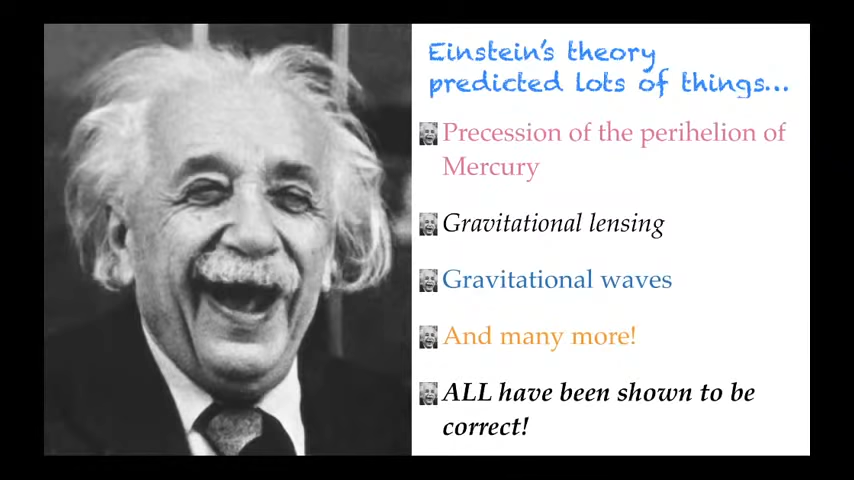 Einstein's theory
predicted lots of things...
Precession of the perihelion of
Mercury
Gravitational lensing
Gravitational waves
And many more!
ALL have been shown to be
correct!